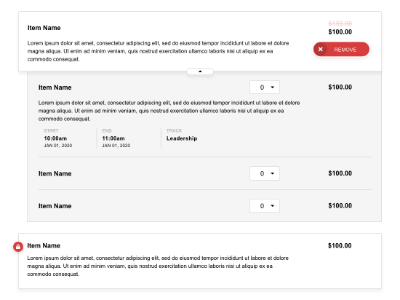 $150.00
Item Name
$100.00
Lorem ipsum dolor sit amet, consectetur adipiscing elit, sed do eiusmod tempor incididunt ut labore et dolore
magna aliqua. Ut enim ad minim veniam, quis nostrud exercitation ullamco laboris nisi ut aliquip ex ea
commodo consequat.
REMOVE
Item Name
0
$100.00
Lorem ipsum dolor sit amet, consectetur adipiscing elit, sed do eiusmod tempor incididunt ut labore et dolore
magna aliqua. Ut enim ad minim veniam, quis nostrud exercitation ullamco laboris nisi ut aliquip ex ea
commodo consequat.
START
END
TRACK
10:00am
11:00am
Leadership
JAN 01, 2020
JAN 01, 2020
Item Name
0
$100.00
Item Name
0
$100.00
Item Name
$100.00
Lorem ipsum dolor sit amet, consectetur adipiscing elit, sed do eiusmod tempor incididunt ut labore et dolore
magna aliqua. Ut enim ad minim veniam, quis nostrud exercitation ullamco laboris nisi ut aliquip ex ea
commodo consequat.